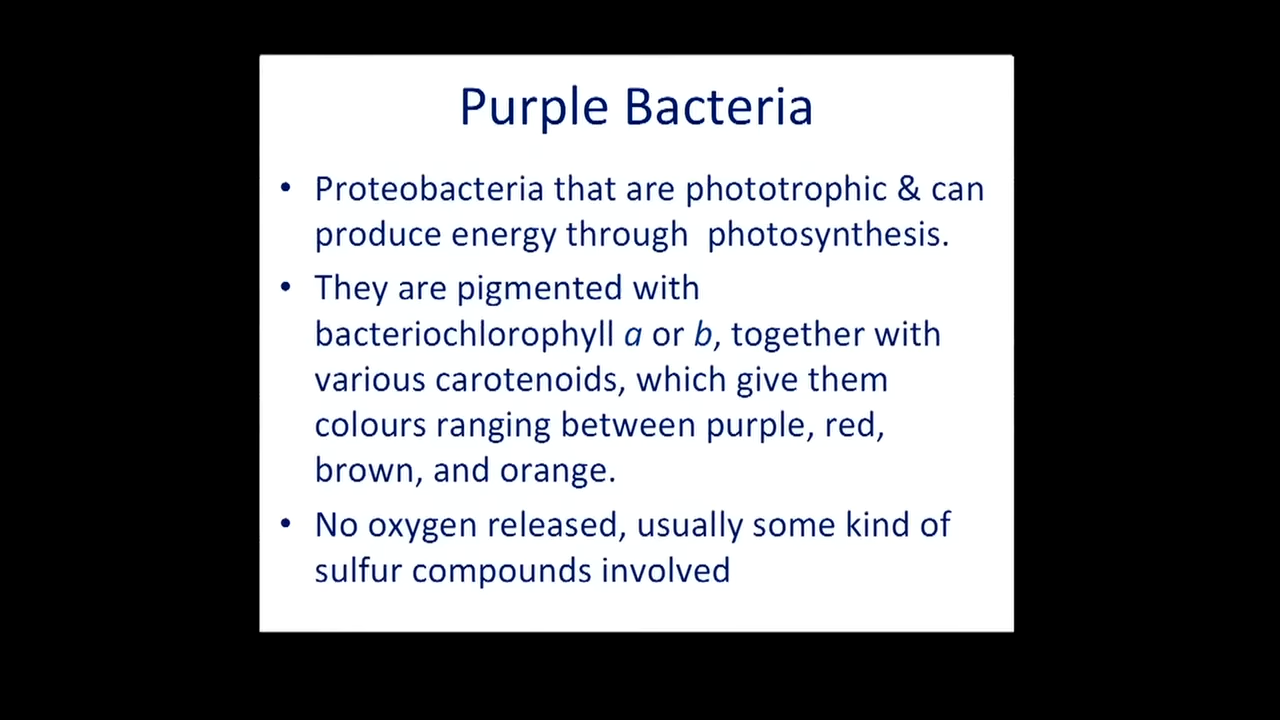 Purple Bacteria
• Proteobacteria that are phototrophic & can
produce energy through photosynthesis.
• They are pigmented with
bacteriochlorophyll a or b, together with
various carotenoids, which give them
colours ranging between purple, red,
brown, and orange.
• No oxygen released, usually some kind of
sulfur compounds involved